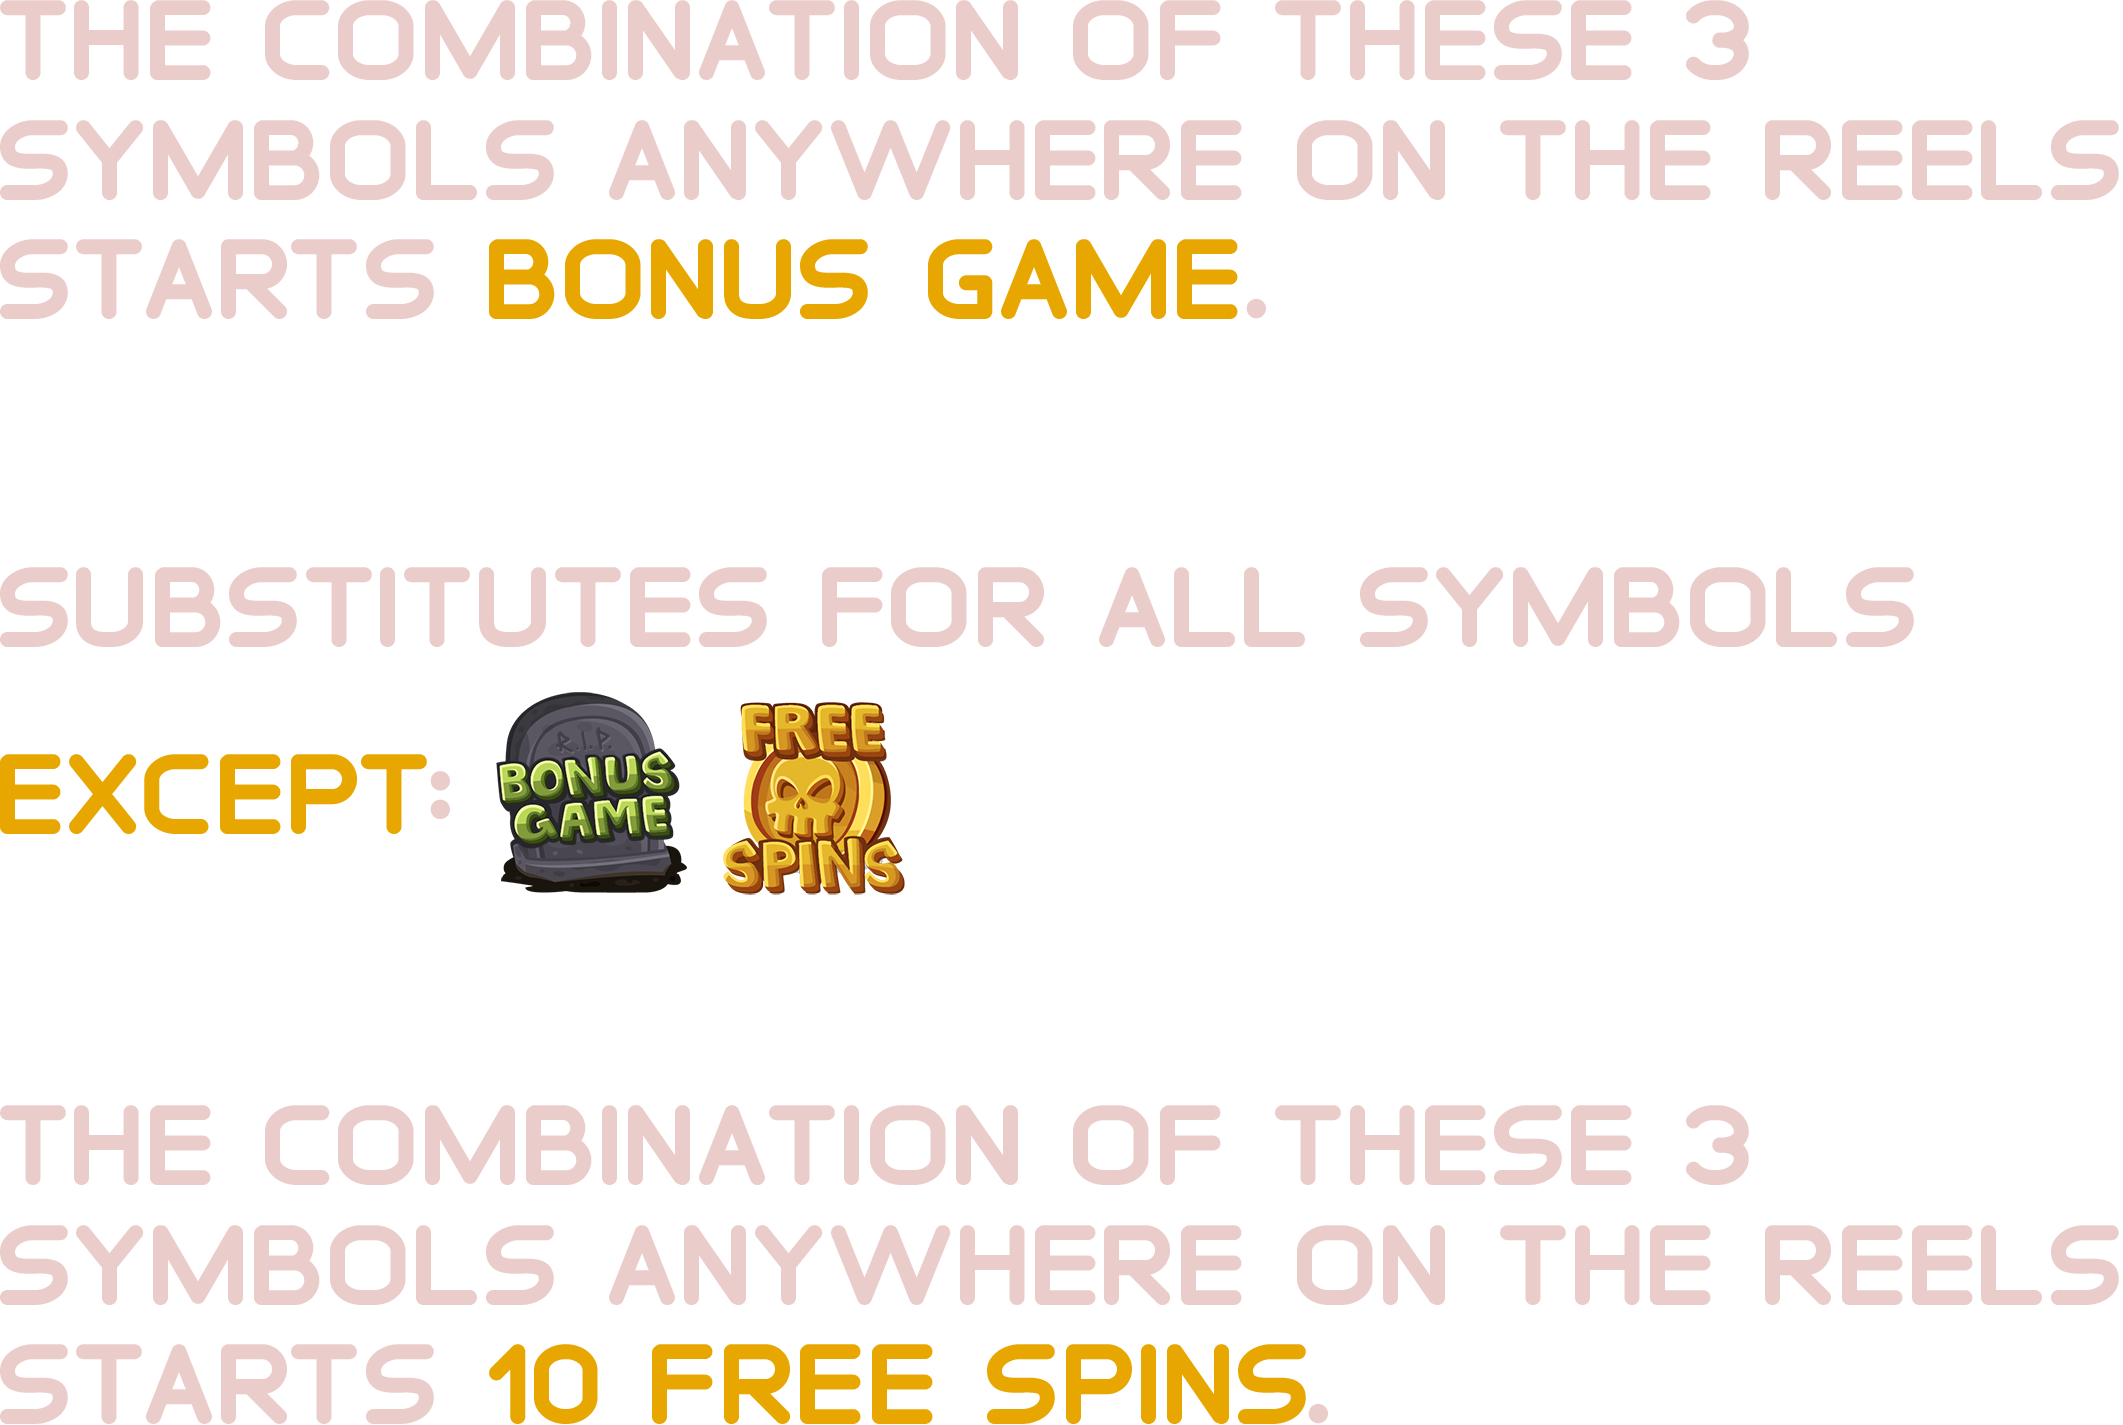 THE COMBINATION OF THESE 3
SYMBOLS ANYWHERE ON THE REELS
STARTS BONUS GAME.
SUBSTITUTES FOR ALL SYMBOLS
EXCEPT:
R.I.P.
BONUS
GAME
FREE
SPINS
THE COMBINATION OF THESE 3
SYMBOLS ANYWHERE ON THE REELS
STARTS 10 FREE SPINS.